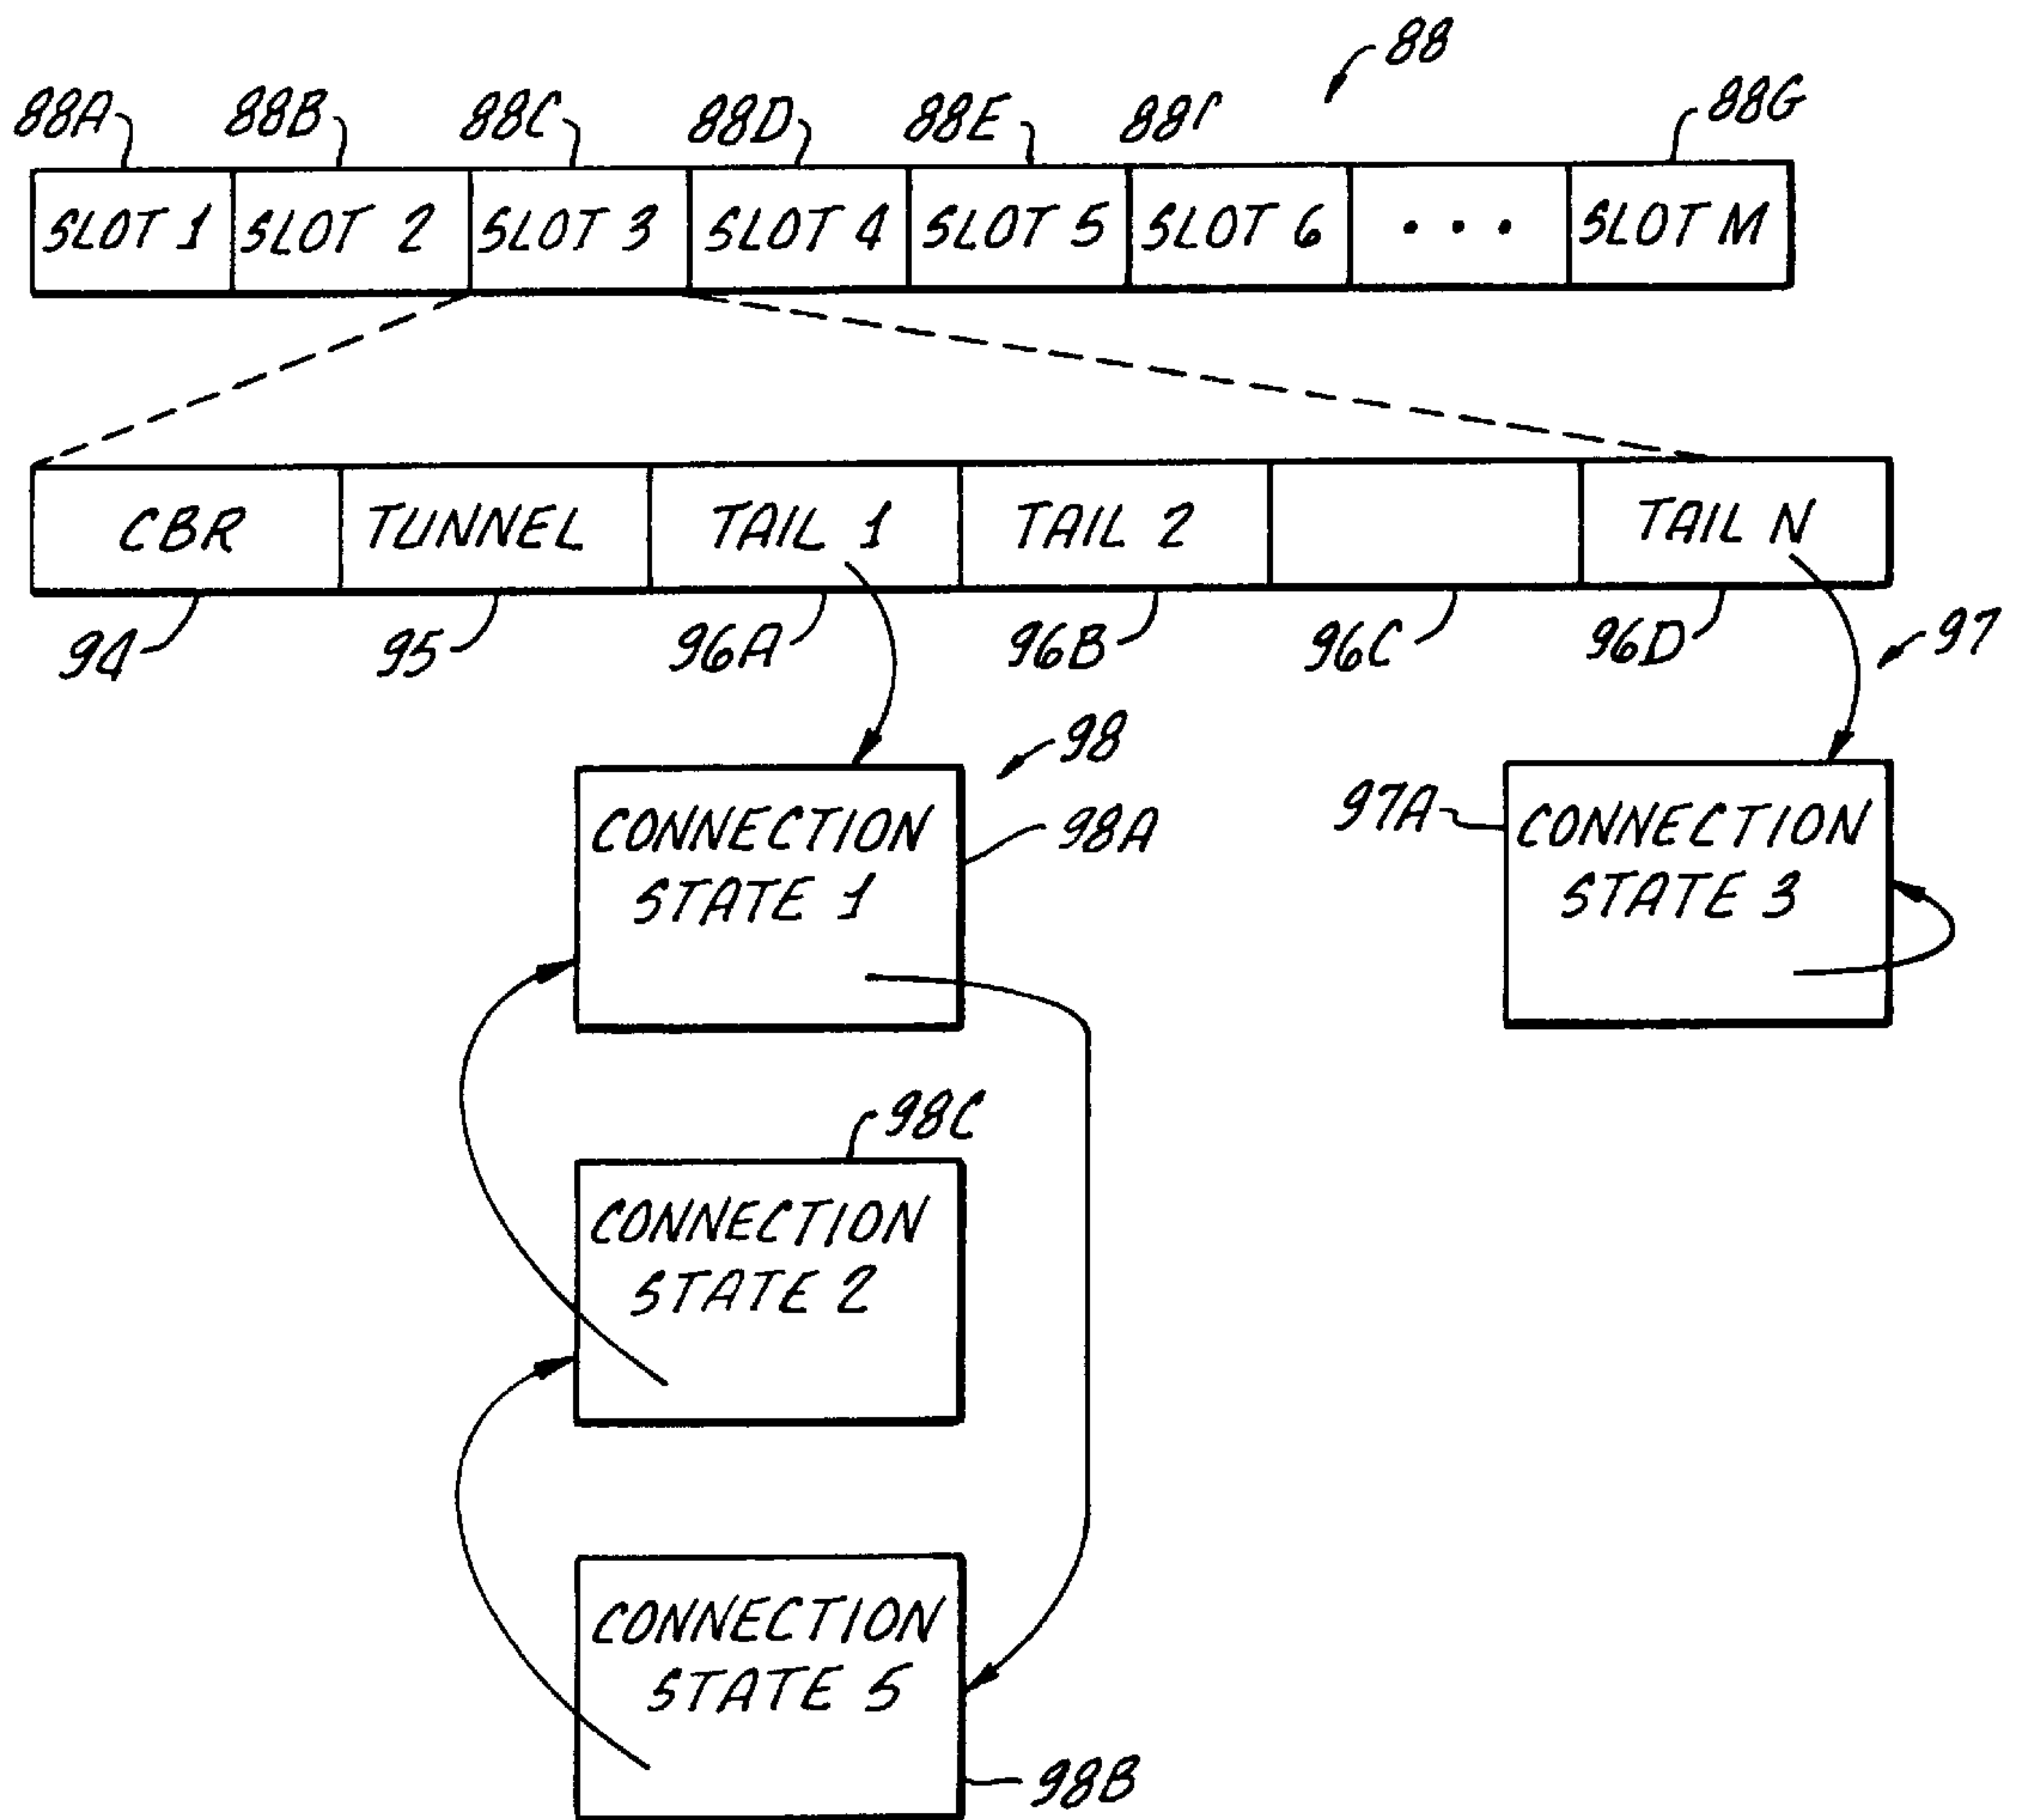 88
88A 88B 88C 88D 88E 88G
SLOT 1 SLOT 2 SLOT 3 SLOT 4 SLOT 5 SLOT 6 ... SLOT M
CBR TUNNEL TAIL 1 TAIL 2 TAIL N
94 95 96A 96B 96C 96D 97
98
CONNECTION
STATE 1
98A
97A
CONNECTION
STATE 3
98C
CONNECTION
STATE 2
CONNECTION
STATE 5
98B